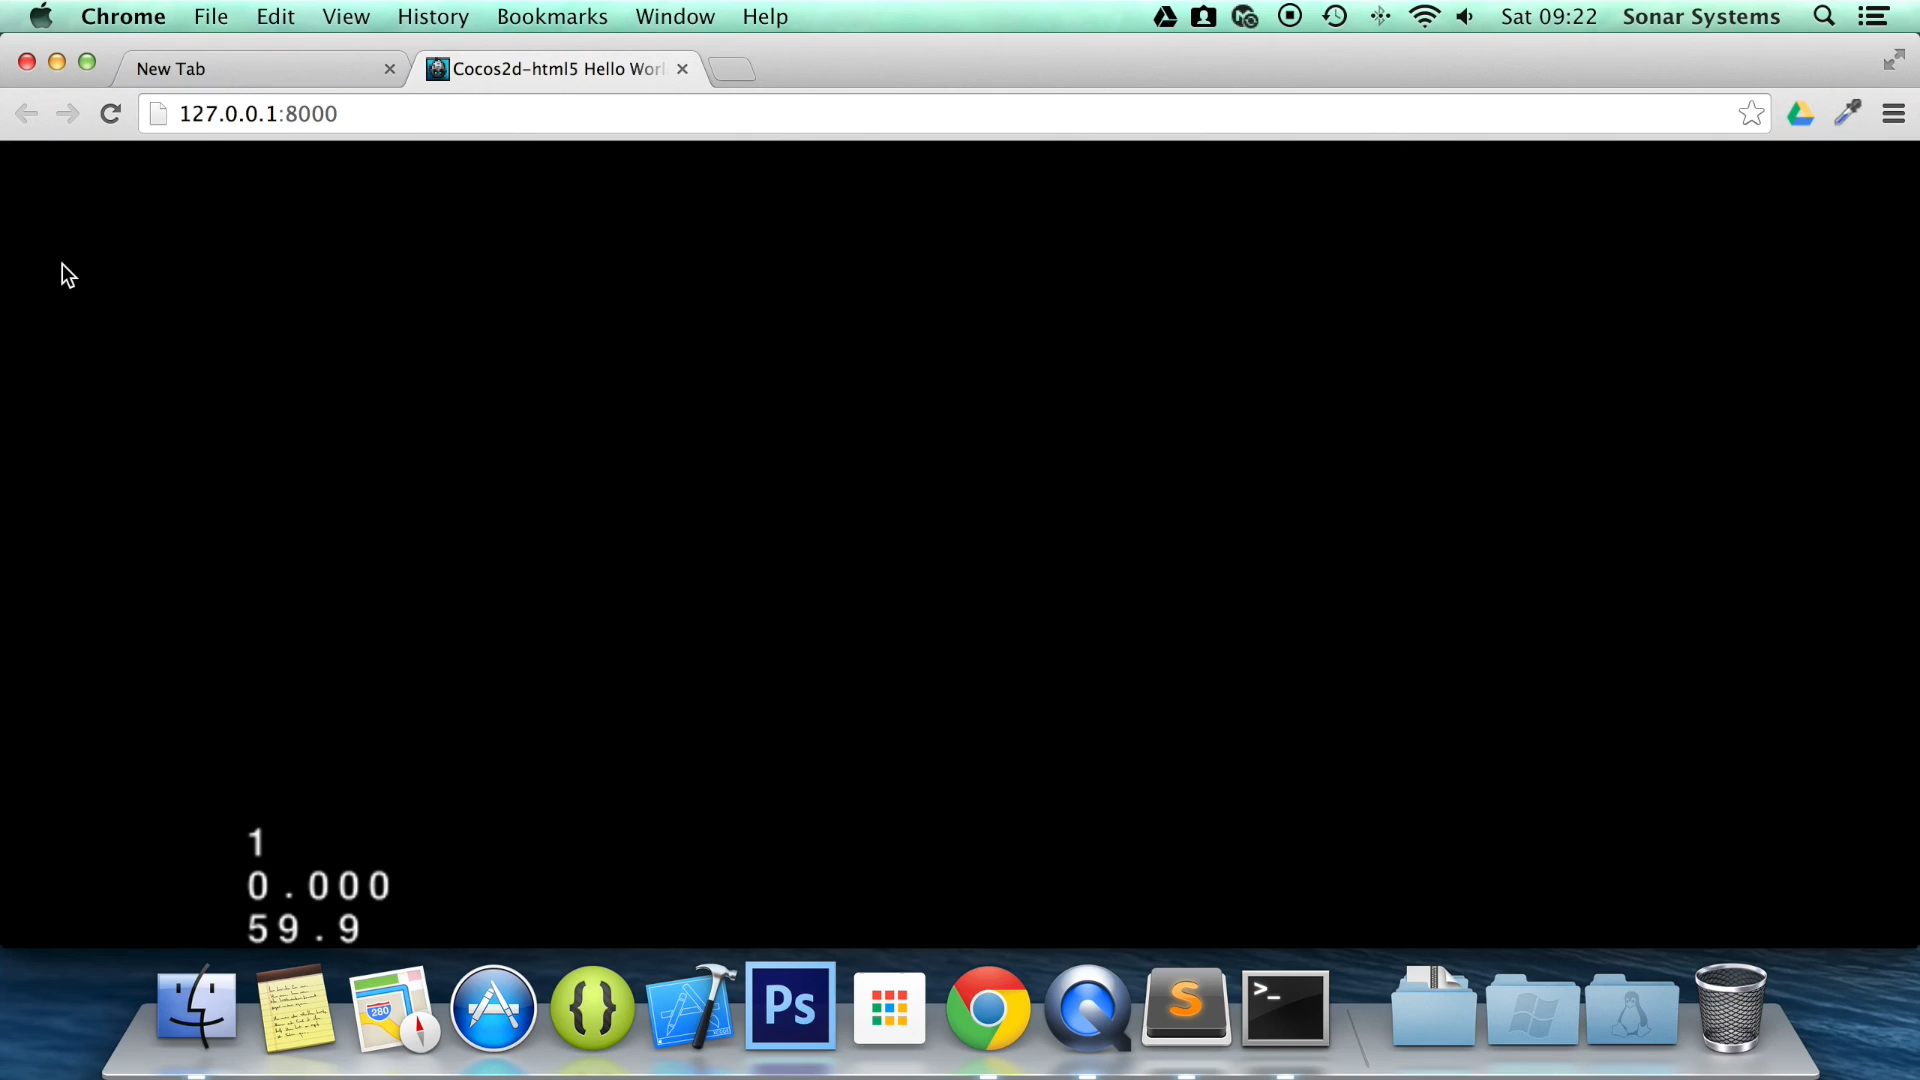 Chrome File Edit View History Bookmarks Window Help Sat 09:22 Sonar Systems
New Tab Cocos2d-html5 Hello Worl
127.0.0.1:8000
1
0.000
59.9
280 {} Ps S >_